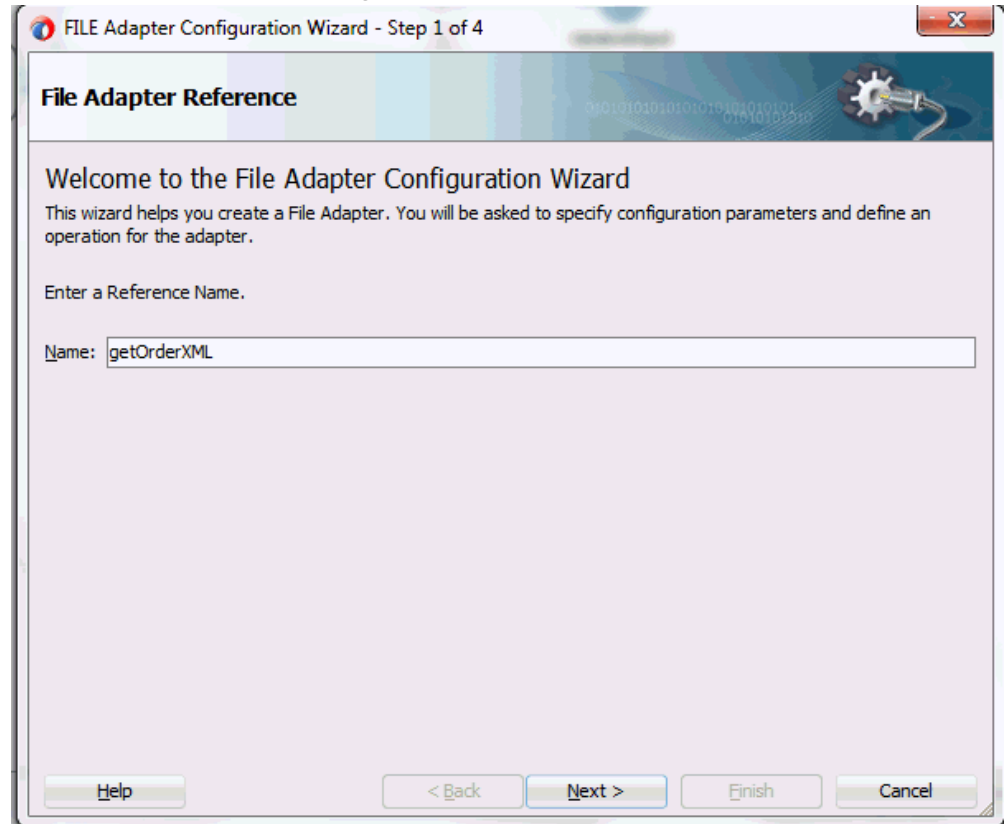 FILE Adapter Configuration Wizard - Step 1 of 4
File Adapter Reference
Welcome to the File Adapter Configuration Wizard
This wizard helps you create a File Adapter. You will be asked to specify configuration parameters and define an
operation for the adapter.
Enter a Reference Name.
Name: getOrderXML
Help < Back Next > Finish Cancel